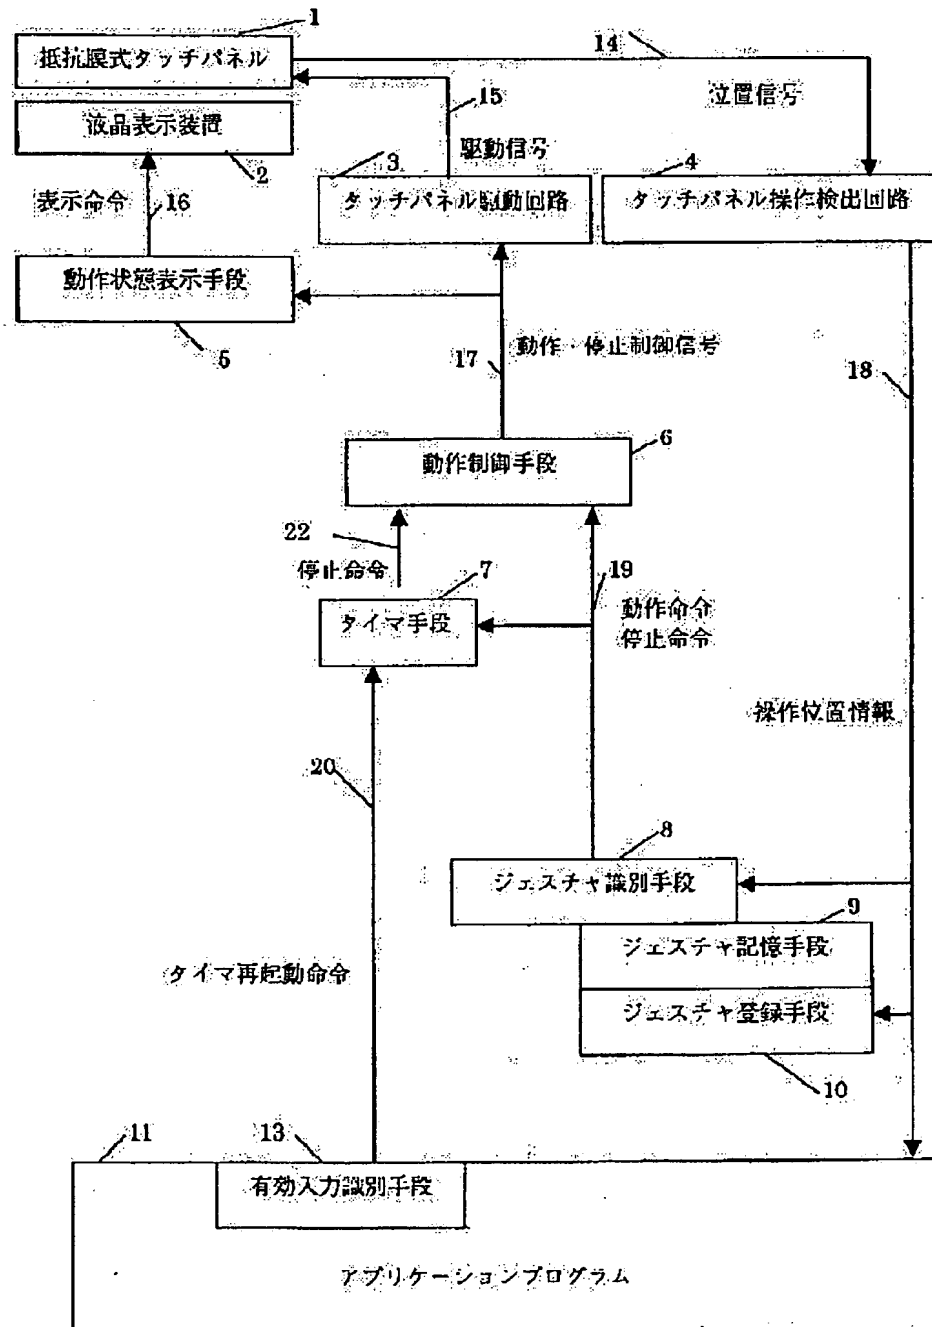 1
抵抗膜式タッチパネル
14
15
位置信号
液晶表示装置
2
駆動信号
3
4
表示命令
16
タッチパネル駆動回路
タッチパネル操作検出回路
動作状態表示手段
5
17
動作・停止制御信号
18
6
動作制御手段
22
停止命令
7
19
タイマ手段
動作命令
停止命令
操作位置情報
20
8
ジェスチャ識別手段
9
ジェスチャ記憶手段
タイマ再起動命令
ジェスチャ登録手段
10
11
13
有効入力識別手段
アプリケーションプログラム